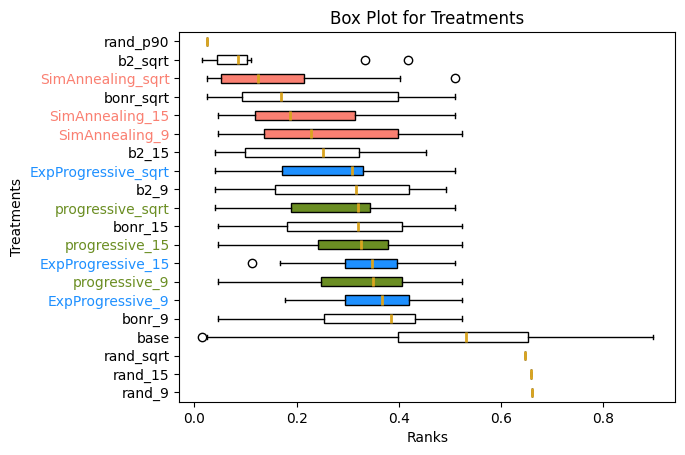 Box Plot for Treatments
rand_p90
b2_sqrt
SimAnnealing_sqrt
bonr_sqrt
SimAnnealing_15
SimAnnealing_9
b2_15
ExpProgressive_sqrt
b2_9
progressive_sqrt
bonr_15
progressive_15
ExpProgressive_15
progressive_9
ExpProgressive_9
bonr_9
base
rand_sqrt
rand_15
rand_9
Treatments
0.0 0.2 0.4 0.6 0.8
Ranks